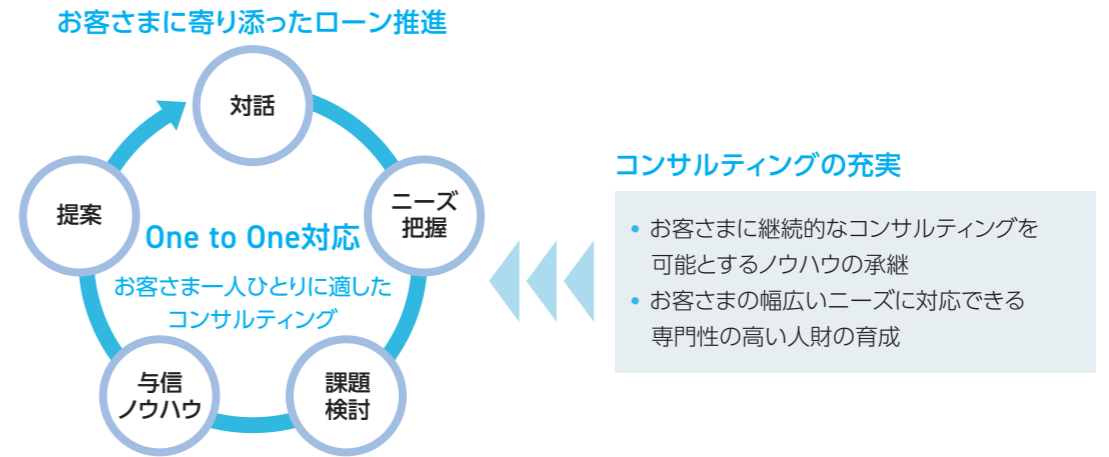 お客さまに寄り添ったローン推進
対話
ニーズ
把握
課題
検討
与信
ノウハウ
提案
One to One対応
お客さま一人ひとりに適した
コンサルティング
コンサルティングの充実
• お客さまに継続的なコンサルティングを
可能とするノウハウの承継
• お客さまの幅広いニーズに対応できる
専門性の高い人財の育成